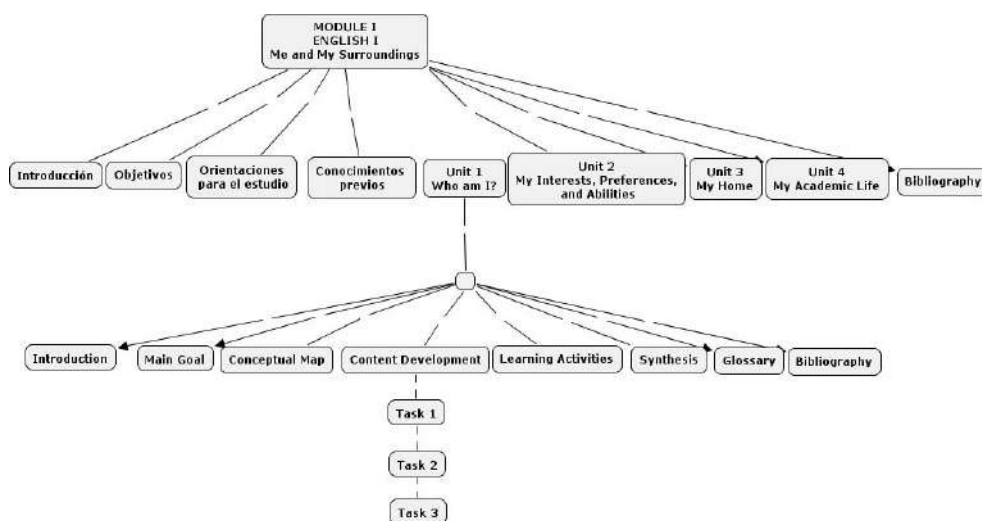 MODULE I
ENGLISH I
Me and My Surroundings
Introducción
Objetivos
Orientaciones
para el estudio
Conocimientos
previos
Unit 1
Who am I?
Unit 2
My Interests, Preferences,
and Abilities
Unit 3
My Home
Unit 4
My Academic Life
Bibliography
Introduction
Main Goal
Conceptual Map
Content Development
Learning Activities
Synthesis
Glossary
Bibliography
Task 1
Task 2
Task 3